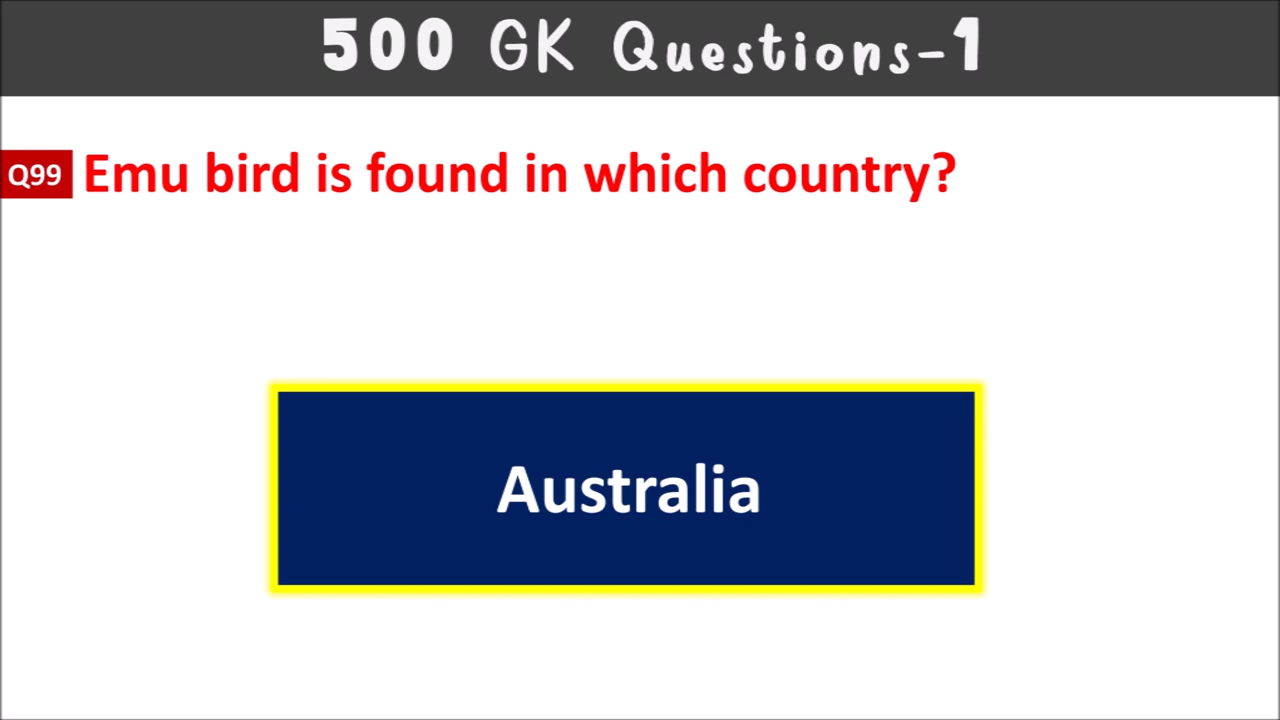 500 GK Questions-1
Q99 Emu bird is found in which country?
Australia